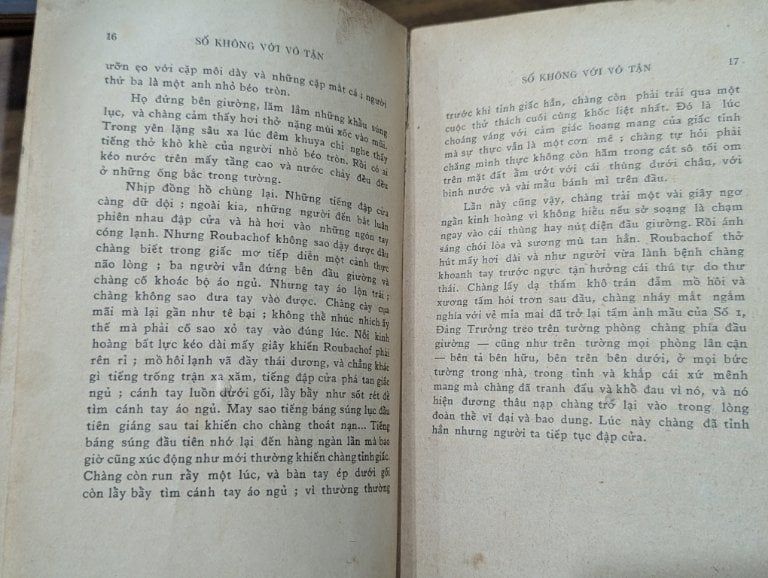 16 SỐ KHÔNG VỚI VÔ TẬN
ưỡn ẹo với cặp môi dày và những cặp mắt cá ; người
thứ ba là một anh nhỏ béo tròn.
Họ đứng bên giường, lăm lăm những khẩu súng
lục, và chàng cảm thấy hơi thở nặng mùi xốc vào mũi.
Trong yên lặng sâu xa lúc đêm khuya chỉ nghe thấy
tiếng thở khò khè của người nhỏ béo tròn. Rồi có ai
kéo nước trên mấy tầng cao và nước chảy đều đều
ở những ống bắc trong tường.
Nhịp đồng hồ chùng lại. Những tiếng đập cửa
càng dữ dội ; ngoài kia, những người đến bắt luân
phiên nhau đập cửa và hà hơi vào những ngón tay
cóng lạnh. Nhưng Roubachof không sao dậy được dầu
chàng biết trong giấc mơ tiếp diễn một cảnh thực
não lòng ; ba người vẫn đứng bên đầu giường và
chàng cố khoác bộ áo ngủ. Nhưng tay áo lộn trái ;
chàng không sao đưa tay vào được. Chàng cày cựa
mãi mà lại gần như tê bại ; không thể nhúc nhích ấy
thế mà phải cố sao xỏ tay vào đúng lúc. Nỗi kinh
hoàng bất lực kéo dài mấy giây khiến Roubachof phải
rên rỉ ; mồ hôi lạnh vã đầy thái dương, và chẳng khác
gì tiếng trống trận xa xăm, tiếng đập cửa phá tan giấc
ngủ ; cánh tay luồn dưới gối, lầy bầy như sốt rét để
tìm cánh tay áo ngủ. May sao tiếng báng súng lục đầu
tiên giáng sau tai khiến cho chàng thoát nạn... Tiếng
báng súng đầu tiên nhớ lại đến hàng ngàn lần mà bao
giờ cũng xúc động như mới thường khiến chàng tỉnh giấc.
Chàng còn run rẩy một lúc, và bàn tay ép dưới gối
còn lầy bầy tìm cánh tay áo ngủ ; vì thường thường
SỐ KHÔNG VỚI VÔ TẬN 17
trước khi tỉnh giấc hẳn, chàng còn phải trải qua một
cuộc thử thách cuối cùng khốc liệt nhất. Đó là lúc
choáng váng với cảm giác hoang mang của giấc tỉnh
mà sự thực vẫn là một cơn mê ; chàng tự hỏi phải
chăng mình thực không còn hãm trong cát sô tối om
trên mặt đất ẩm ướt với cái thùng dưới chân, với
bình nước và vài mẩu bánh mì trên đầu.
Lần này cũng vậy, chàng trải một vài giây ngơ
ngẩn kinh hoàng vì không hiểu nếu sờ soạng là chạm
ngay vào cái thùng hay nút điện đầu giường. Rồi ánh
sáng chói lòa và sương mù tan hẳn. Roubachof thở
hút mấy hơi dài và như người vừa lành bệnh chàng
khoanh tay trước ngực tận hưởng cái thú tự do thư
thái. Chàng lấy dạ thấm khô trán đẫm mồ hôi và
xương tấm hói trơn sau đầu, chàng nháy mắt ngắm
nghía với vẻ mỉa mai đã trở lại tấm ảnh mầu của Số 1,
Đảng Trưởng treo trên tường phòng chàng phía đầu
giường — cũng như trên tường mọi phòng lân cận
— bên tả bên hữu, bên trên bên dưới, ở mọi bức
tường trong nhà, trong tỉnh và khắp cái xứ mênh
mang mà chàng đã tranh đấu và khổ đau vì nó, và nó
hiện đương thâu nạp chàng trở lại vào trong lòng
đoàn thể vĩ đại và bao dung. Lúc này chàng đã tỉnh
hẳn nhưng người ta tiếp tục đập cửa.